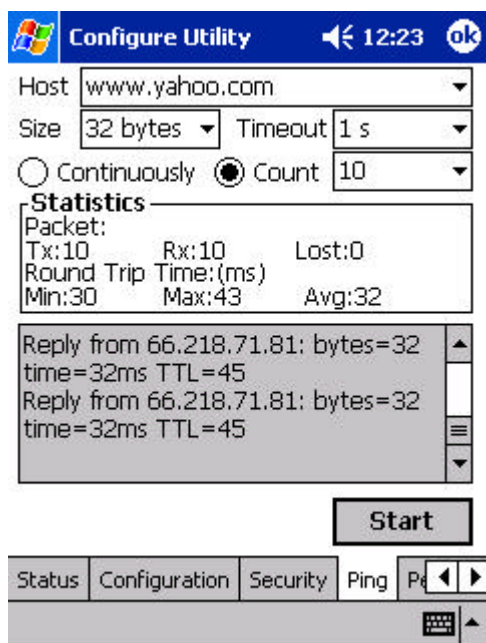 Configure Utility 12:23 ok
Host www.yahoo.com
Size 32 bytes Timeout 1 s
Continuously Count 10
Statistics
Packet:
Tx:10 Rx:10 Lost:0
Round Trip Time:(ms)
Min:30 Max:43 Avg:32
Reply from 66.218.71.81: bytes=32
time=32ms TTL=45
Reply from 66.218.71.81: bytes=32
time=32ms TTL=45
Start
Status Configuration Security Ping